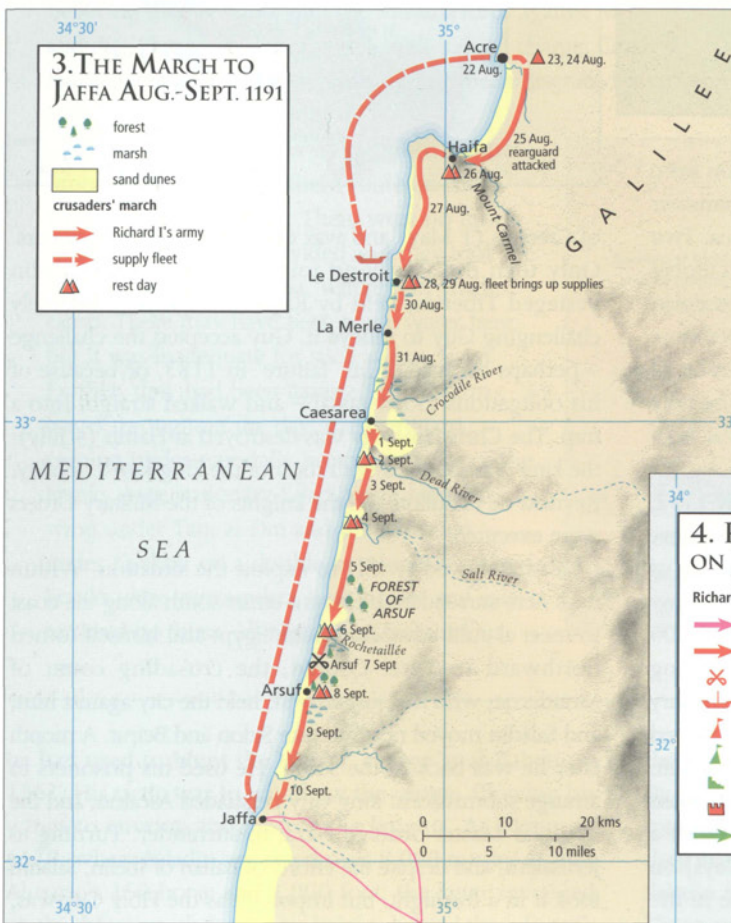 34°30'
35°
3. THE MARCH TO
JAFFA AUG.-SEPT. 1191
forest
marsh
sand dunes
crusaders' march
Richard I's army
supply fleet
rest day
Acre
22 Aug.
23, 24 Aug.
GALILEE
25 Aug.
rearguard
attacked
Haifa
26 Aug.
Mount Carmel
27 Aug.
Le Destroit
28, 29 Aug. fleet brings up supplies
30 Aug.
La Merle
31 Aug.
Crocodile River
33°
Caesarea
33
1 Sept.
2 Sept.
Dead River
3 Sept.
MEDITERRANEAN
SEA
34°
4 Sept.
4.
ON
Salt River
5 Sept.
FOREST
OF
ARSUF
Richar
6 Sept.
Rochetaillée
Arsuf 7 Sept
Arsuf
8 Sept.
9 Sept.
32°
10 Sept.
Jaffa
0 10 20 kms
0 5 10 miles
32°
34°30'
35°